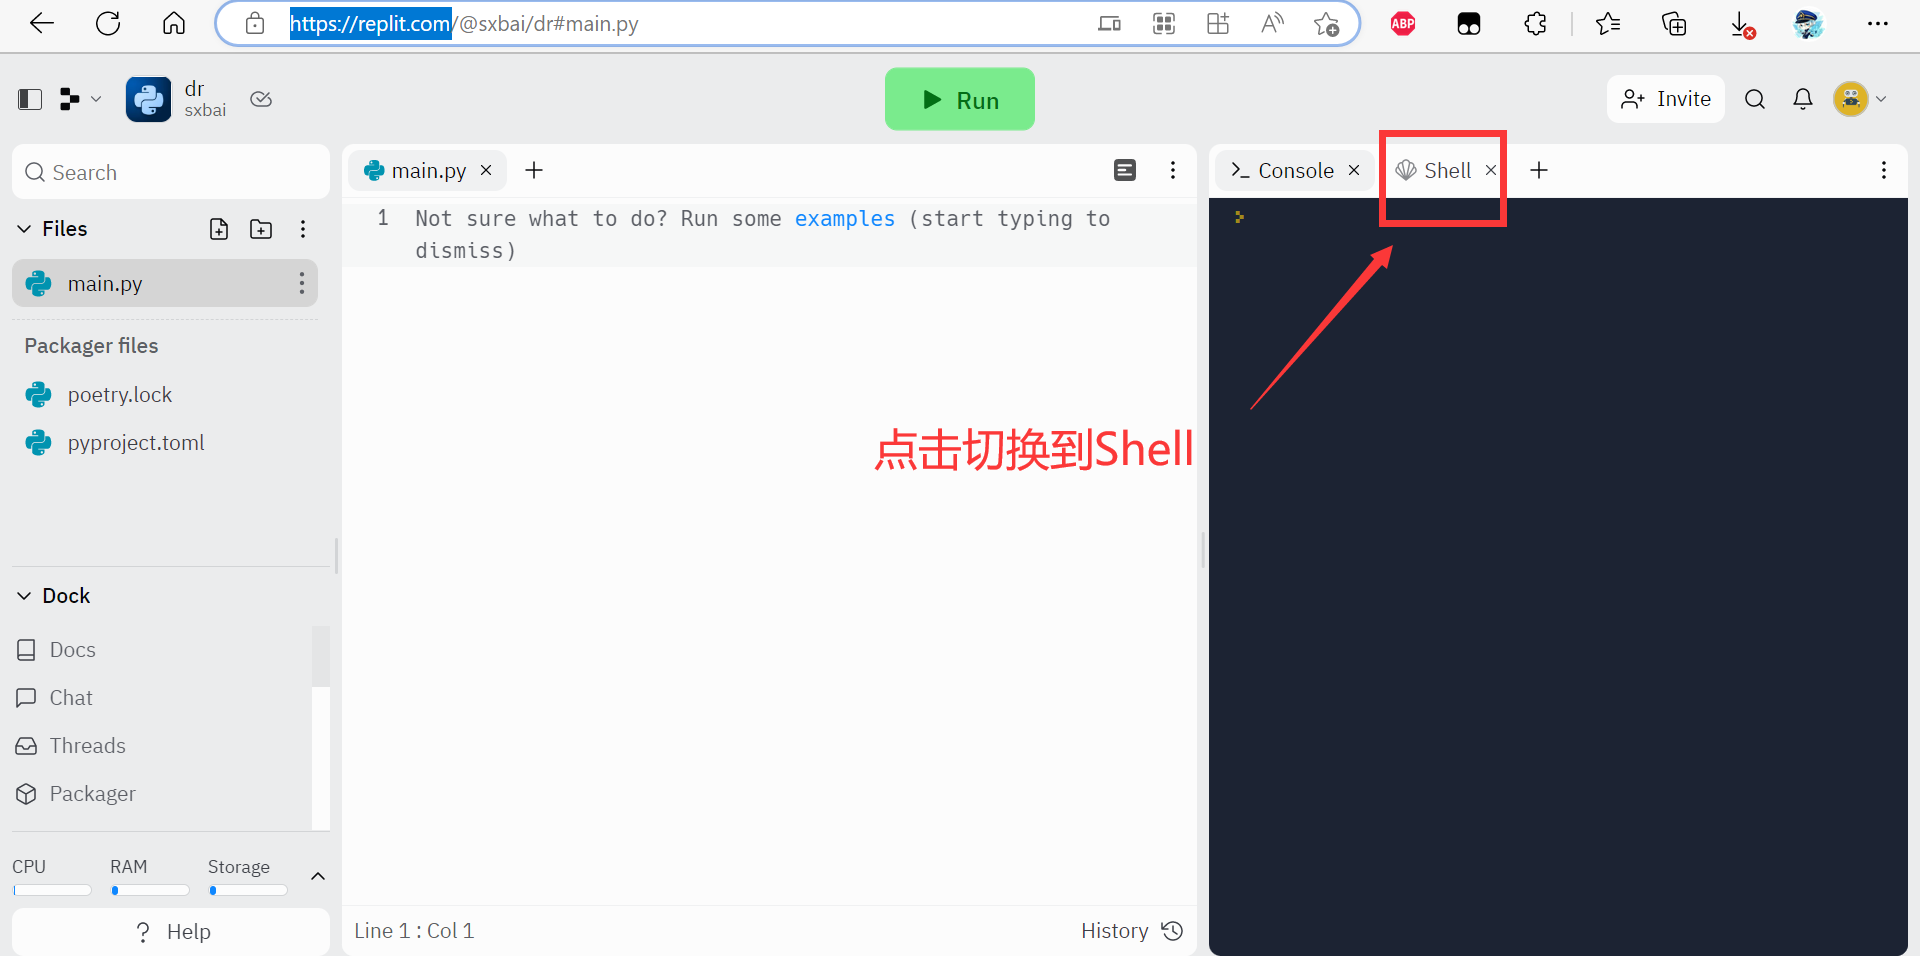 https://replit.com/@sxbai/dr#main.py
ABP
dr
sxbai
Run
Invite
Search
Files
main.py
Packager files
poetry.lock
pyproject.toml
Dock
Docs
Chat
Threads
Packager
CPU RAM Storage
Help
main.py
1 Not sure what to do? Run some examples (start typing to
dismiss)
点击切换到Shell
Line 1 : Col 1
History
Console
Shell